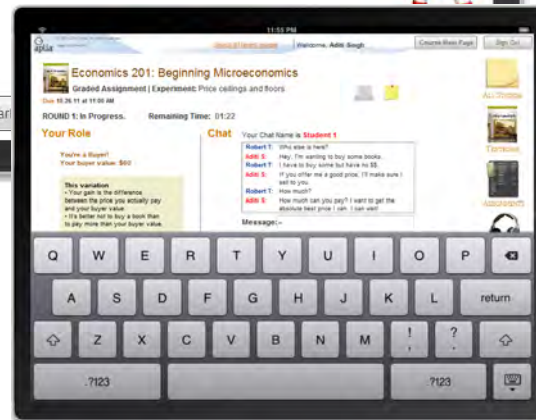 11:55 PM
aplia
Welcome, Aditi Singh
Course Main Page
Sign Out
Economics 201: Beginning Microeconomics
Graded Assignment | Experiment: Price ceilings and floors
Due 10.26.11 at 11:00 AM
ROUND 1: In Progress. Remaining Time: 01:22
Your Role
You're a Buyer!
Your buyer value: $60
This variation
• Your gain is the difference
between the price you actually pay
and your buyer value.
• It's better not to buy a book than
to pay more than your buyer value.
Chat Your Chat Name is Student 1
Robert T: Who else is here?
Aditi S: Hey, I'm wanting to buy some books.
Robert T: I have to buy some but have no $$.
Aditi S: If you offer me a good price, I'll make sure I
sell to you.
Robert T: How much?
Aditi S: How much can you pay? I want to get the
absolute best price I can. I can wait!
Message:
Q W E R T Y U I O P
A S D F G H J K L return
Z X C V B N M ! , ? .
.?123 .?123